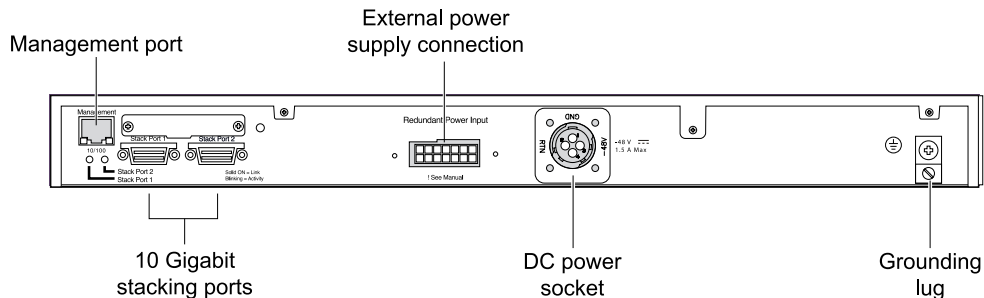 External power
supply connection
Management port
Management
Redundant Power Input
GND
RTN
-48V
-48 V
1.5 A Max
Stack Port 1
Stack Port 2
10/100
Stack Port 2
Stack Port 1
Solid ON = Link
Blinking = Activity
! See Manual
10 Gigabit
stacking ports
DC power
socket
Grounding
lug